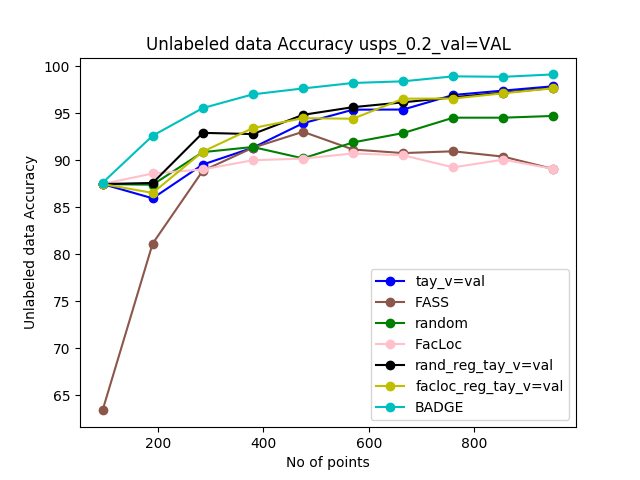 Unlabeled data Accuracy usps_0.2_val=VAL
100
95
90
85
80
75
70
65
Unlabeled data Accuracy
tay_v=val
FASS
random
FacLoc
rand_reg_tay_v=val
facloc_reg_tay_v=val
BADGE
200 400 600 800
No of points